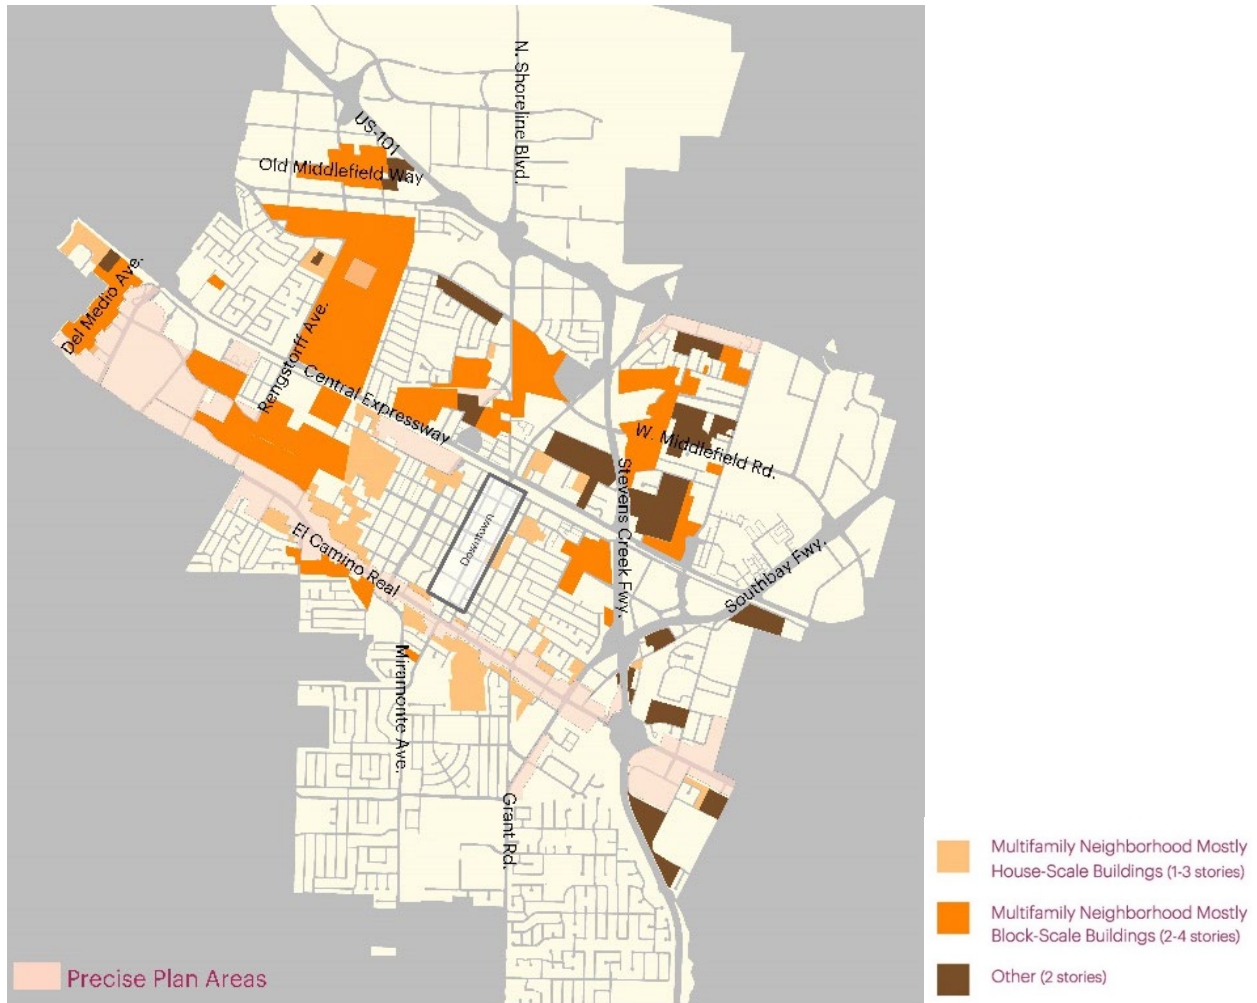 N. Shoreline Blvd.
US-101
Old Middlefield Way
Del Medio Ave.
Rengstorff Ave.
Central Expressway
W. Middlefield Rd.
Stevens Creek Fwy.
Downtown
El Camino Real
Southbay Fwy.
Miramonte Ave.
Grant Rd.
Multifamily Neighborhood Mostly
House-Scale Buildings (1-3 stories)
Multifamily Neighborhood Mostly
Block-Scale Buildings (2-4 stories)
Other (2 stories)
Precise Plan Areas